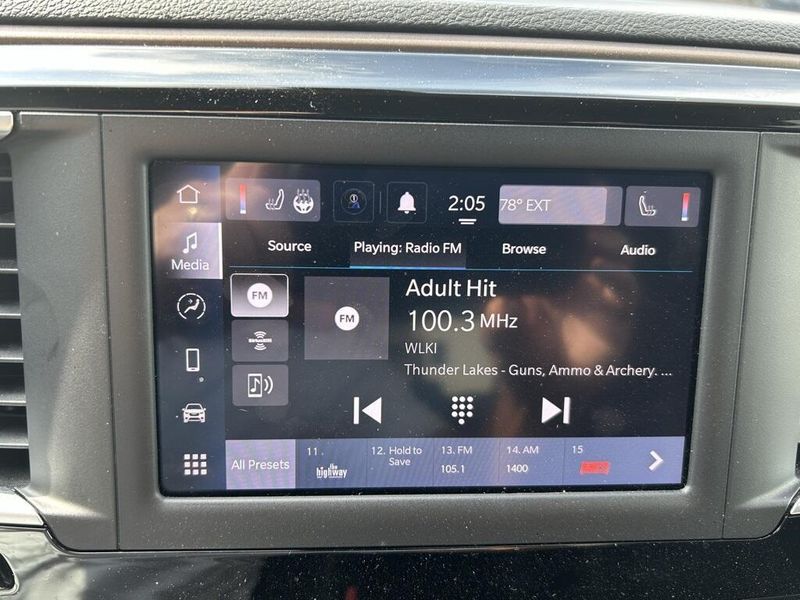 2:05
78° EXT
Media
Source
Playing: Radio FM
Browse
Audio
FM
FM
SiriusXM
Adult Hit
100.3 MHz
WLKI
Thunder Lakes - Guns, Ammo & Archery. ...
All Presets
11 .
the highway
12. Hold to
Save
13. FM
105.1
14. AM
1400
15